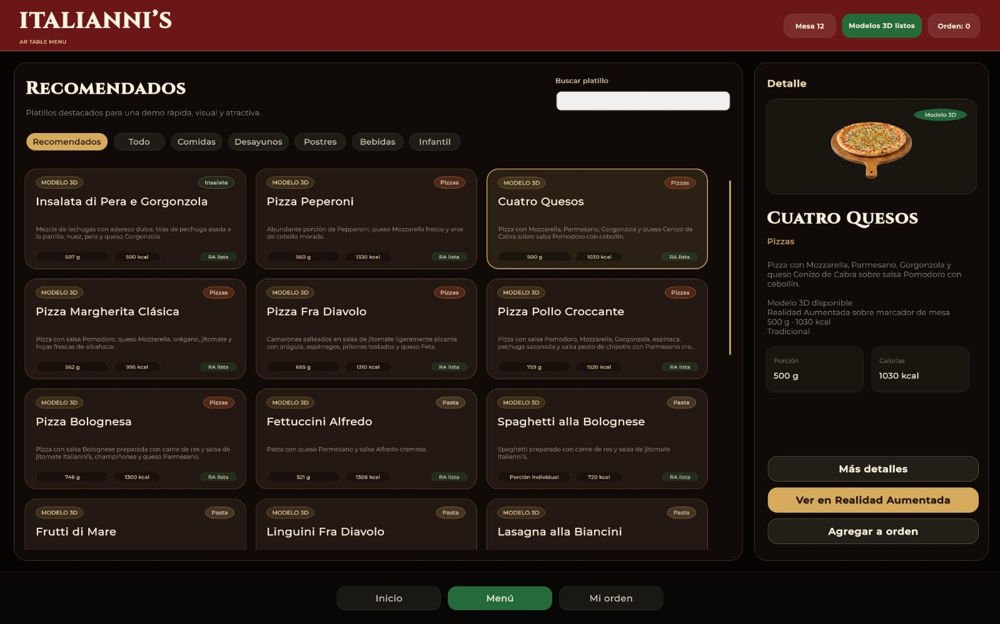 ITALIANNI'S
AR TABLE MENU
Mesa 12
Modelos 3D listos
Orden: 0
Recomendados
Platillos destacados para una demo rápida, visual y atractiva.
Buscar platillo
Recomendados
Todo
Comidas
Desayunos
Postres
Bebidas
Infantil
MODELO 3D
Insalate
Insalata di Pera e Gorgonzola
Mezcla de lechugas con aderezo dulce, tiras de pechuga asada a
la parrilla, nuez, pera y queso Gorgonzola.
507 g
500 kcal
RA lista
MODELO 3D
Pizzas
Pizza Peperoni
Abundante porción de Pepperoni, queso Mozzarella fresco y aros
de cebolla morada.
560 g
1330 kcal
RA lista
MODELO 3D
Pizzas
Cuatro Quesos
Pizza con Mozzarella, Parmesano, Gorgonzola y queso Cenizo de
Cabra sobre salsa Pomodoro con cebollín.
500 g
1030 kcal
RA lista
MODELO 3D
Pizzas
Pizza Margherita Clásica
Pizza con salsa Pomodoro, queso Mozzarella, orégano, jitomate y
hojas frescas de albahaca.
562 g
995 kcal
RA lista
MODELO 3D
Pizzas
Pizza Fra Diavolo
Camarones salteados en salsa de jitomate ligeramente picante
con arúgula, espárragos, piñones tostados y queso Feta.
665 g
1310 kcal
RA lista
MODELO 3D
Pizzas
Pizza Pollo Croccante
Pizza con salsa Pomodoro, Mozzarella, Gorgonzola, espinaca,
pechuga sazonada y salsa pesto de chipotle con Parmesano cro...
759 g
1520 kcal
RA lista
MODELO 3D
Pizzas
Pizza Bolognesa
Pizza con salsa Bolognese preparada con carne de res y salsa de
jitomate Italianni's, champiñones y queso Parmesano.
746 g
1300 kcal
RA lista
MODELO 3D
Pasta
Fettuccini Alfredo
Pasta con queso Parmesano y salsa Alfredo cremosa.
521 g
1306 kcal
RA lista
MODELO 3D
Pasta
Spaghetti alla Bolognese
Spaghetti preparado con carne de res y salsa de jitomate
Italianni's.
Porción individual
720 kcal
RA lista
MODELO 3D
Pasta
Frutti di Mare
MODELO 3D
Pasta
Linguini Fra Diavolo
MODELO 3D
Pasta
Lasagna alla Biancini
Detalle
Modelo 3D
Cuatro Quesos
Pizzas
Pizza con Mozzarella, Parmesano, Gorgonzola y
queso Cenizo de Cabra sobre salsa Pomodoro con
cebollín.
Modelo 3D disponible
Realidad Aumentada sobre marcador de mesa
500 g · 1030 kcal
Tradicional
Porción
500 g
Calorías
1030 kcal
Más detalles
Ver en Realidad Aumentada
Agregar a orden
Inicio
Menú
Mi orden